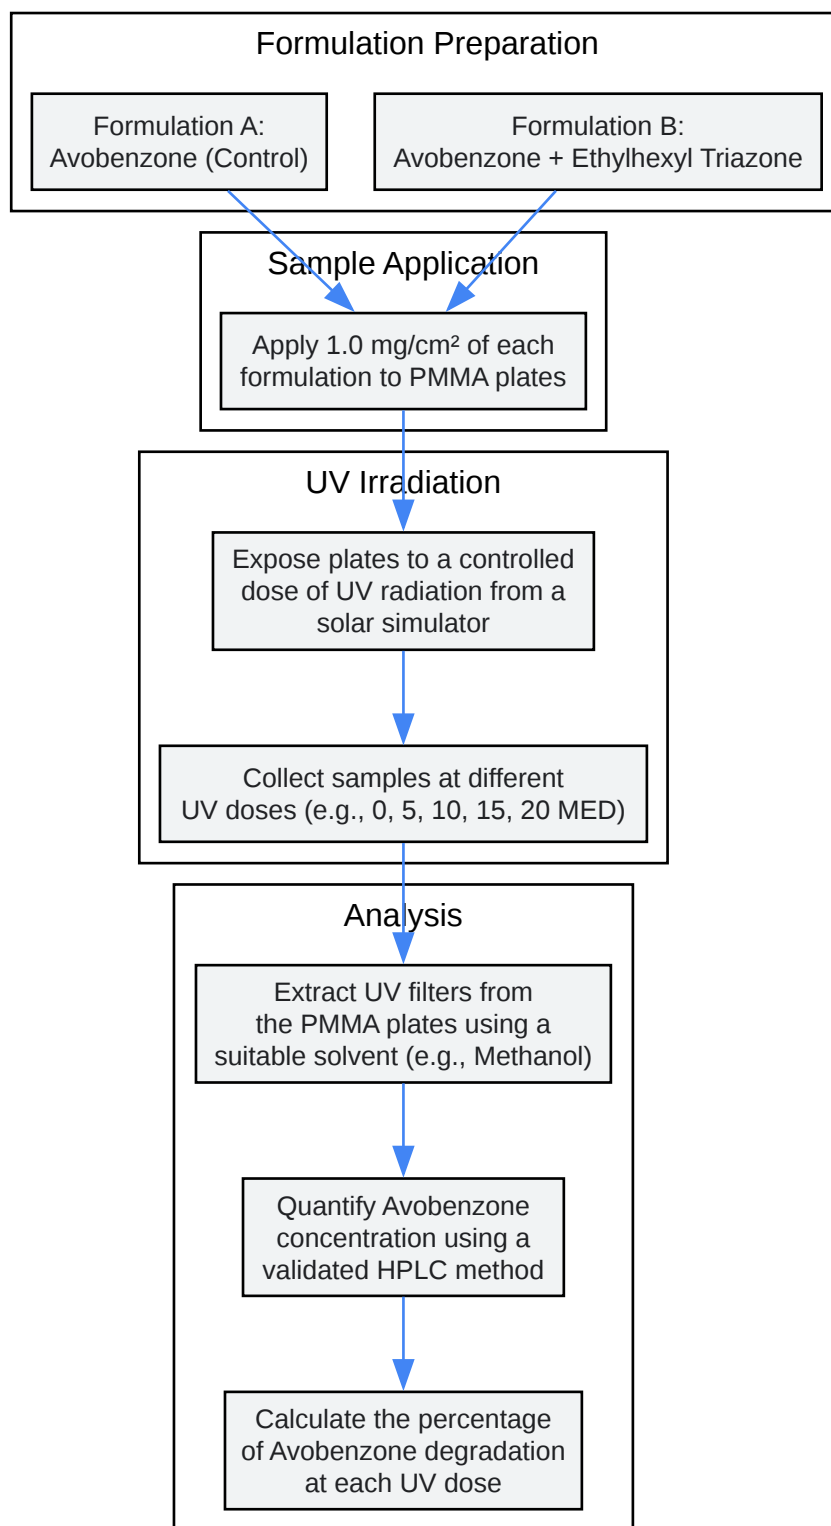 Formulation Preparation
Formulation A:
Avobenzone (Control)
Formulation B:
Avobenzone + Ethylhexyl Triazone
Sample Application
Apply 1.0 mg/cm² of each
formulation to PMMA plates
UV Irradiation
Expose plates to a controlled
dose of UV radiation from a
solar simulator
Collect samples at different
UV doses (e.g., 0, 5, 10, 15, 20 MED)
Analysis
Extract UV filters from
the PMMA plates using a
suitable solvent (e.g., Methanol)
Quantify Avobenzone
concentration using a
validated HPLC method
Calculate the percentage
of Avobenzone degradation
at each UV dose